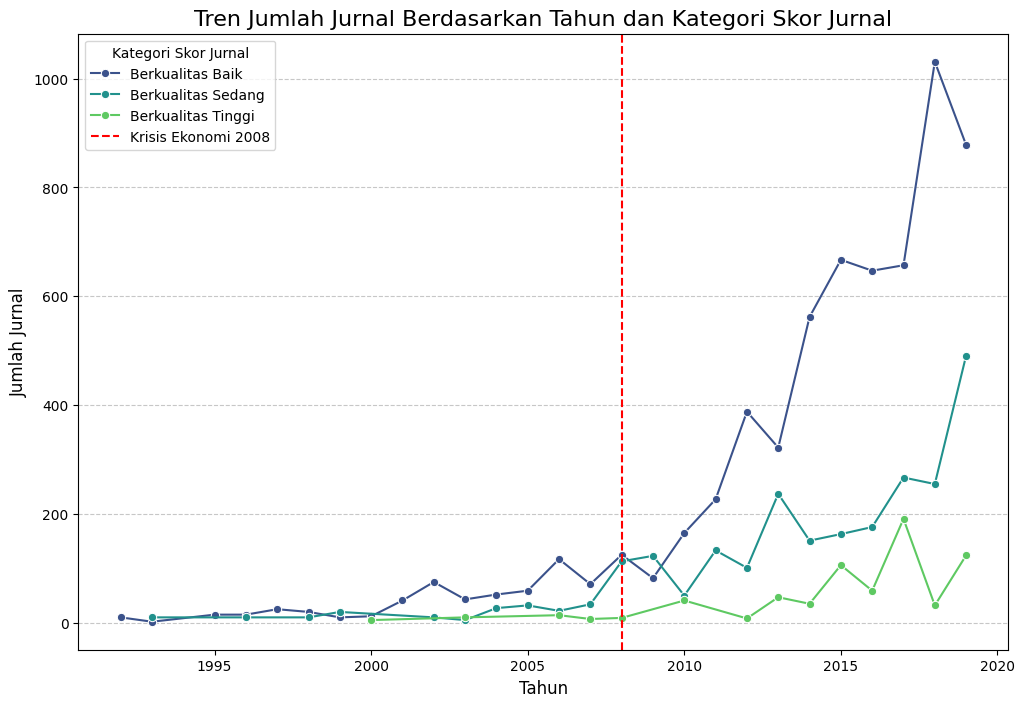 Tren Jumlah Jurnal Berdasarkan Tahun dan Kategori Skor Jurnal
Kategori Skor Jurnal
Berkualitas Baik
Berkualitas Sedang
Berkualitas Tinggi
Krisis Ekonomi 2008
Jumlah Jurnal
1000
800
600
400
200
0
1995
2000
2005
2010
2015
2020
Tahun